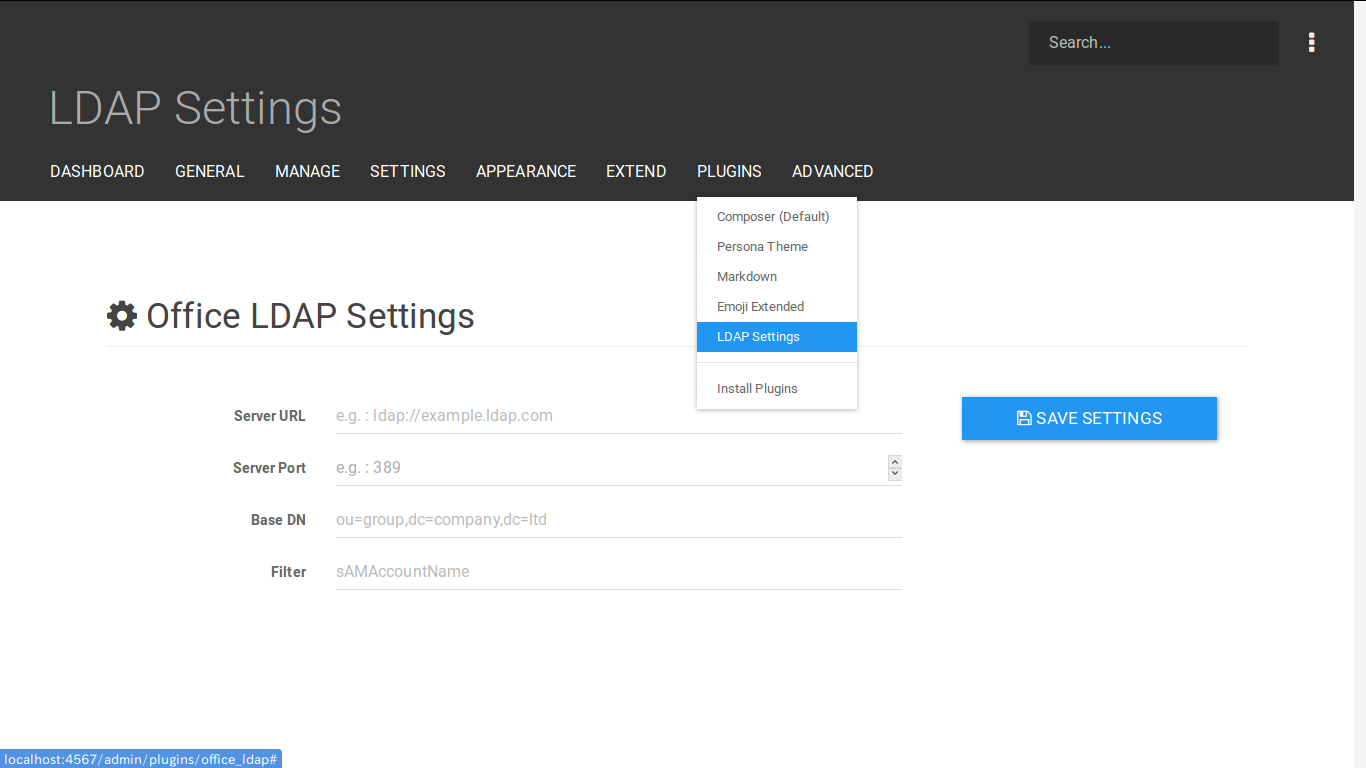 Search...
LDAP Settings
DASHBOARD GENERAL MANAGE SETTINGS APPEARANCE EXTEND PLUGINS ADVANCED
Composer (Default)
Persona Theme
Markdown
Emoji Extended
LDAP Settings
Install Plugins
Office LDAP Settings
Server URL e.g. : ldap://example.ldap.com
SAVE SETTINGS
Server Port e.g. : 389
Base DN ou=group,dc=company,dc=ltd
Filter sAMAccountName
localhost:4567/admin/plugins/office_ldap#